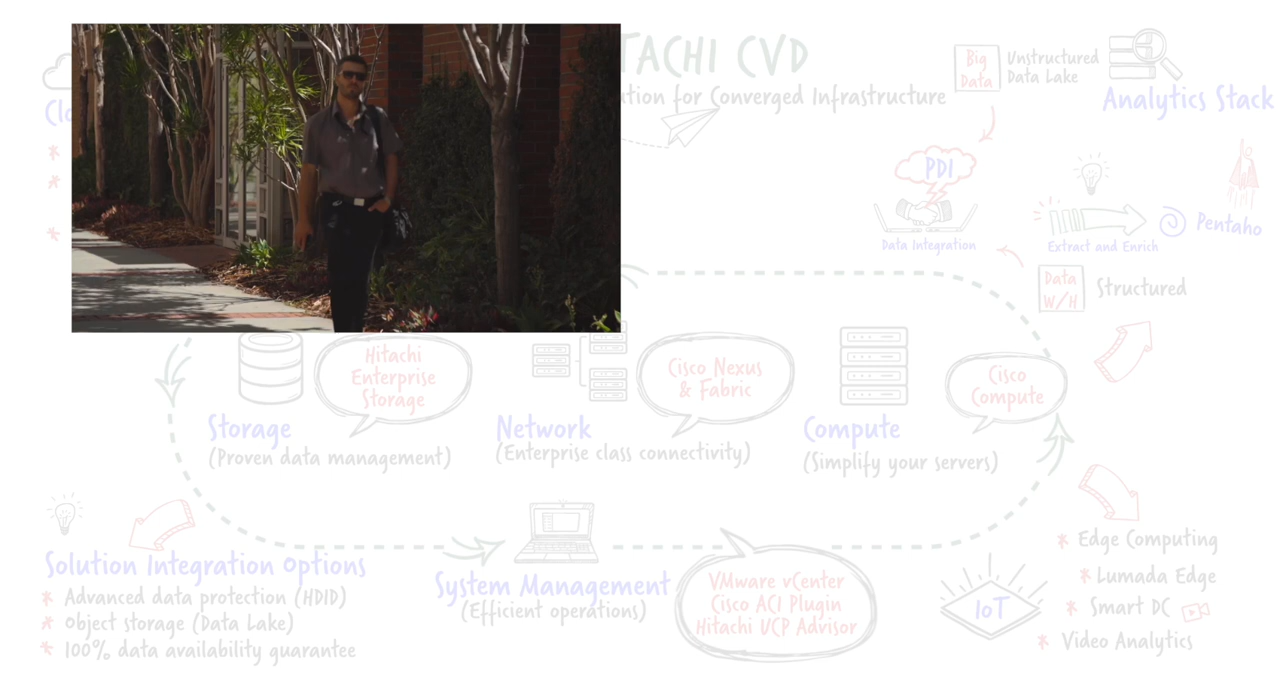 TACHI CVD
ation for Converged Infrastructure
Big
Data
Unstructured
Data Lake
Analytics Stack
(Clo
PDI
Data Integration
Extract and Enrich
Pentaho
Data
W/H
Structured
Hitachi
Enterprise
Storage
Cisco Nexus
& Fabric
Cisco
Compute
Storage
(Proven data management)
Network
(Enterprise class connectivity)
Compute
(Simplify your servers)
Solution Integration Options
* Advanced data protection (HDID)
* Object storage (Data Lake)
* 100% data availability guarantee
System Management
(Efficient operations)
VMware vCenter
Cisco ACI Plugin
Hitachi UCP Advisor
IoT
* Edge Computing
* Lumada Edge
* Smart DC
* Video Analytics